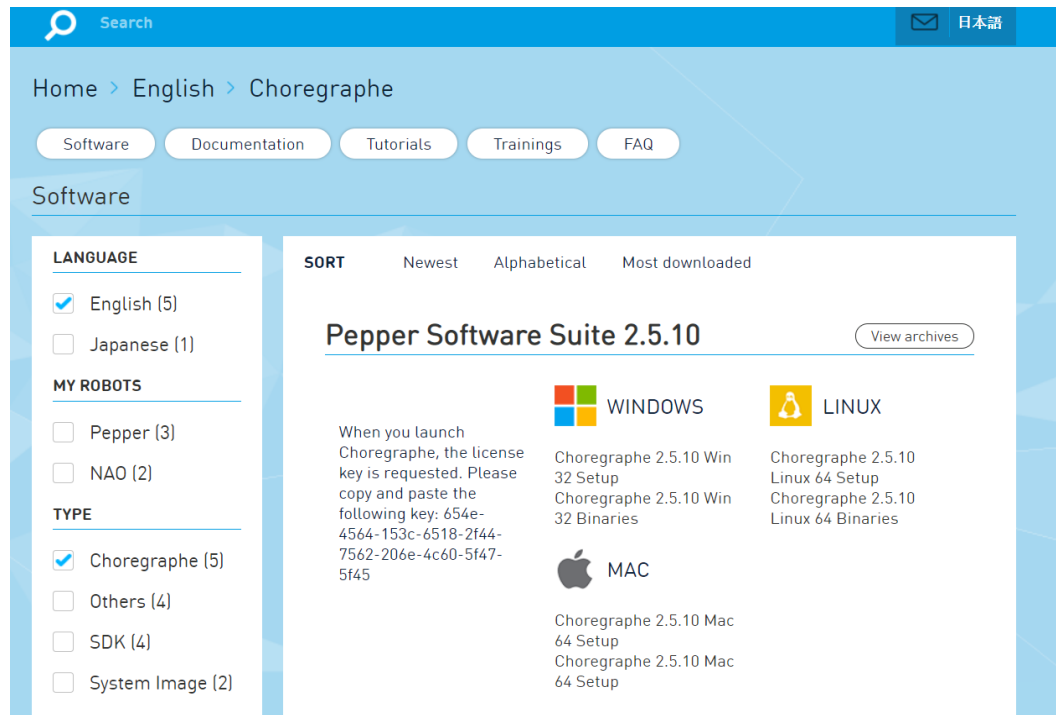 Search
日本語
Home > English > Choregraphe
Software
Documentation
Tutorials
Trainings
FAQ
Software
LANGUAGE
English (5)
Japanese (1)
MY ROBOTS
Pepper (3)
NAO (2)
TYPE
Choregraphe (5)
Others (4)
SDK (4)
System Image (2)
SORT
Newest
Alphabetical
Most downloaded
Pepper Software Suite 2.5.10
View archives
When you launch
Choregraphe, the license
key is requested. Please
copy and paste the
following key: 654e-
4564-153c-6518-2f44-
7562-206e-4c60-5f47-
5f45
WINDOWS
Choregraphe 2.5.10 Win
32 Setup
Choregraphe 2.5.10 Win
32 Binaries
LINUX
Choregraphe 2.5.10
Linux 64 Setup
Choregraphe 2.5.10
Linux 64 Binaries
MAC
Choregraphe 2.5.10 Mac
64 Setup
Choregraphe 2.5.10 Mac
64 Setup